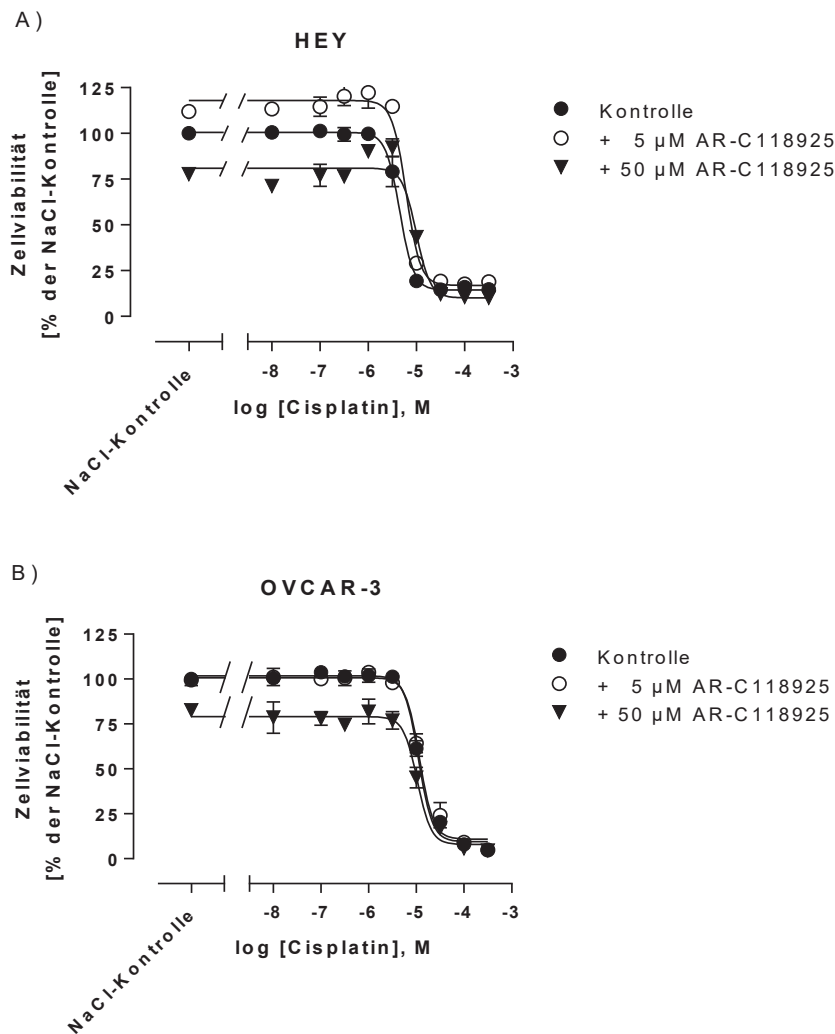 A)
HEY
125
100
75
50
25
0
Zellviabilität
[% der NaCl-Kontrolle]
Kontrolle
+ 5 µM AR-C118925
+ 50 µM AR-C118925
NaCl-Kontrolle
-8 -7 -6 -5 -4 -3
log [Cisplatin], M
B)
OVCAR-3
125
100
75
50
25
0
Zellviabilität
[% der NaCl-Kontrolle]
Kontrolle
+ 5 µM AR-C118925
+ 50 µM AR-C118925
NaCl-Kontrolle
-8 -7 -6 -5 -4 -3
log [Cisplatin], M